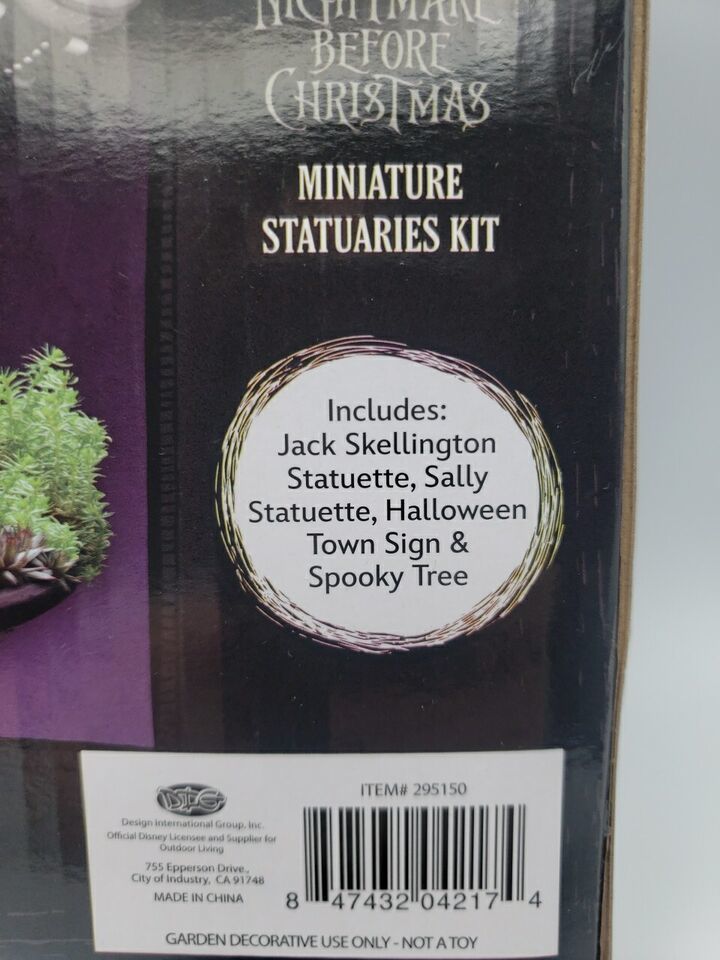 NIGHTMARE
BEFORE
CHRISTMAS
MINIATURE
STATUARIES KIT
Includes:
Jack Skellington
Statuette, Sally
Statuette, Halloween
Town Sign &
Spooky Tree
DIG
Design International Group, Inc.
Official Disney Licensee and Supplier for
Outdoor Living
755 Epperson Drive.,
City of Industry, CA 91748
MADE IN CHINA
ITEM# 295150
8 47432 04217 4
GARDEN DECORATIVE USE ONLY - NOT A TOY